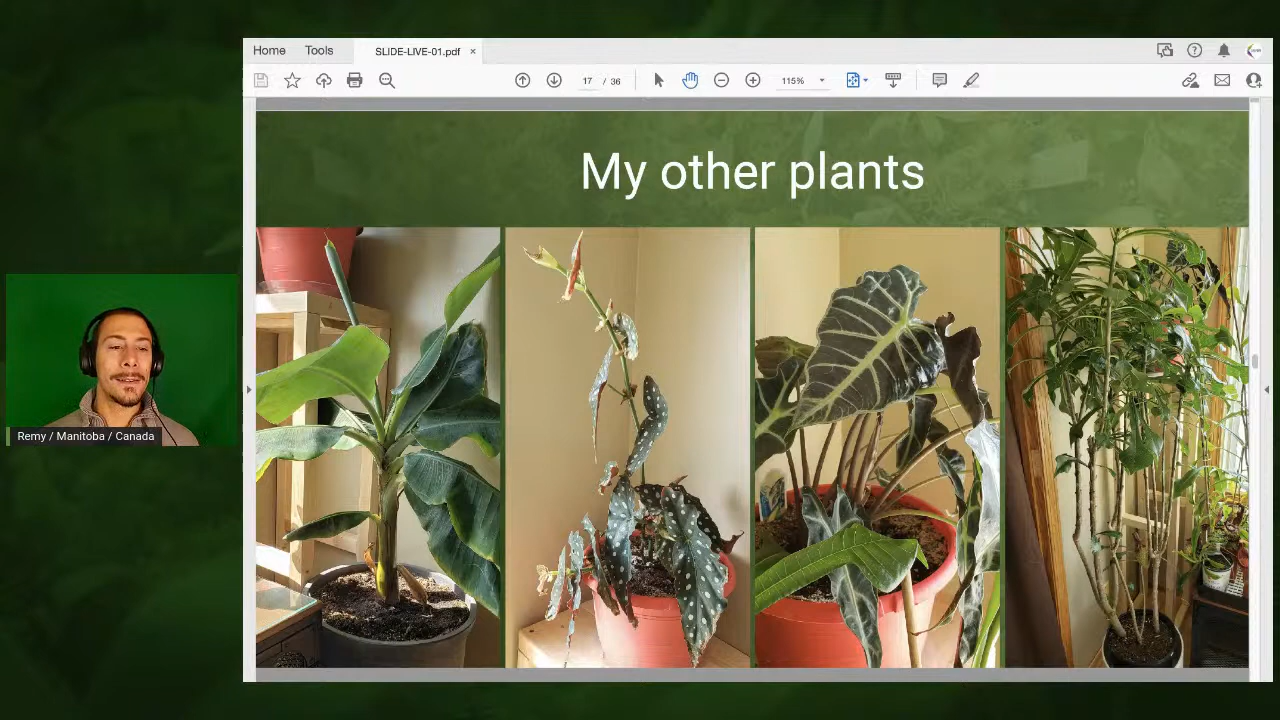 Home Tools SLIDE-LIVE-01.pdf ×
17 / 36 115%
My other plants
Remy / Manitoba / Canada